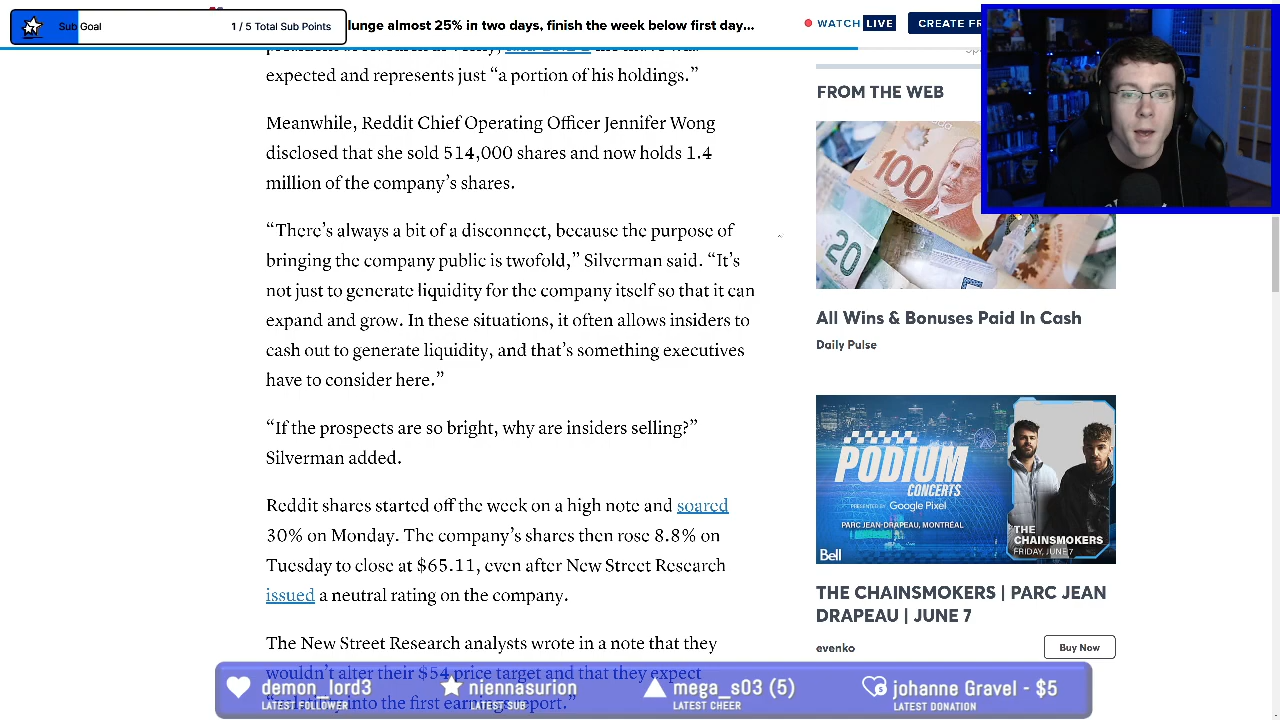 Sub Goal
1 / 5 Total Sub Points
lunge almost 25% in two days, finish the week below first day...
WATCH LIVE
CREATE FR
expected and represents just “a portion of his holdings.”
Meanwhile, Reddit Chief Operating Officer Jennifer Wong
disclosed that she sold 514,000 shares and now holds 1.4
million of the company’s shares.
“There’s always a bit of a disconnect, because the purpose of
bringing the company public is twofold,” Silverman said. “It’s
not just to generate liquidity for the company itself so that it can
expand and grow. In these situations, it often allows insiders to
cash out to generate liquidity, and that’s something executives
have to consider here.”
“If the prospects are so bright, why are insiders selling?”
Silverman added.
Reddit shares started off the week on a high note and soared
30% on Monday. The company’s shares then rose 8.8% on
Tuesday to close at $65.11, even after New Street Research
issued a neutral rating on the company.
The New Street Research analysts wrote in a note that they
wouldn’t alter their $54 price target and that they expect
into the first earnings report.”
FROM THE WEB
100
20
All Wins & Bonuses Paid In Cash
Daily Pulse
PODIUM
CONCERTS
PRESENTED BY Google Pixel
PARC JEAN-DRAPEAU, MONTRÉAL
Bell
THE
CHAINSMOKERS
FRIDAY, JUNE 7
THE CHAINSMOKERS | PARC JEAN
DRAPEAU | JUNE 7
evenko
Buy Now
demon_lord3
LATEST FOLLOWER
njennasurion
LATEST SUB
mega_s03 (5)
LATEST CHEER
johanne Gravel - $5
LATEST DONATION